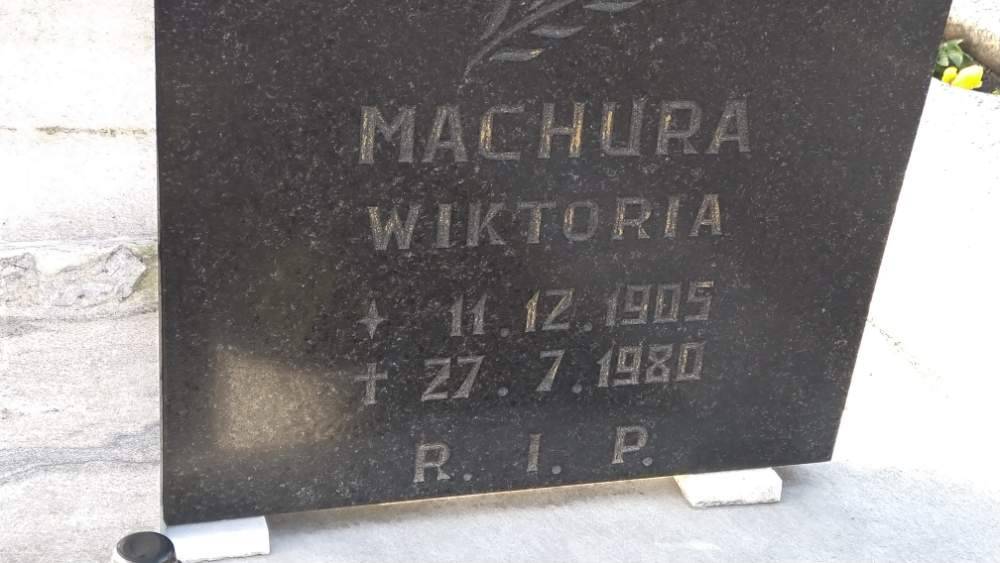 MACHURA
WIKTORIA
✦ 11.12.1905
† 27.7.1980
R. I. P.